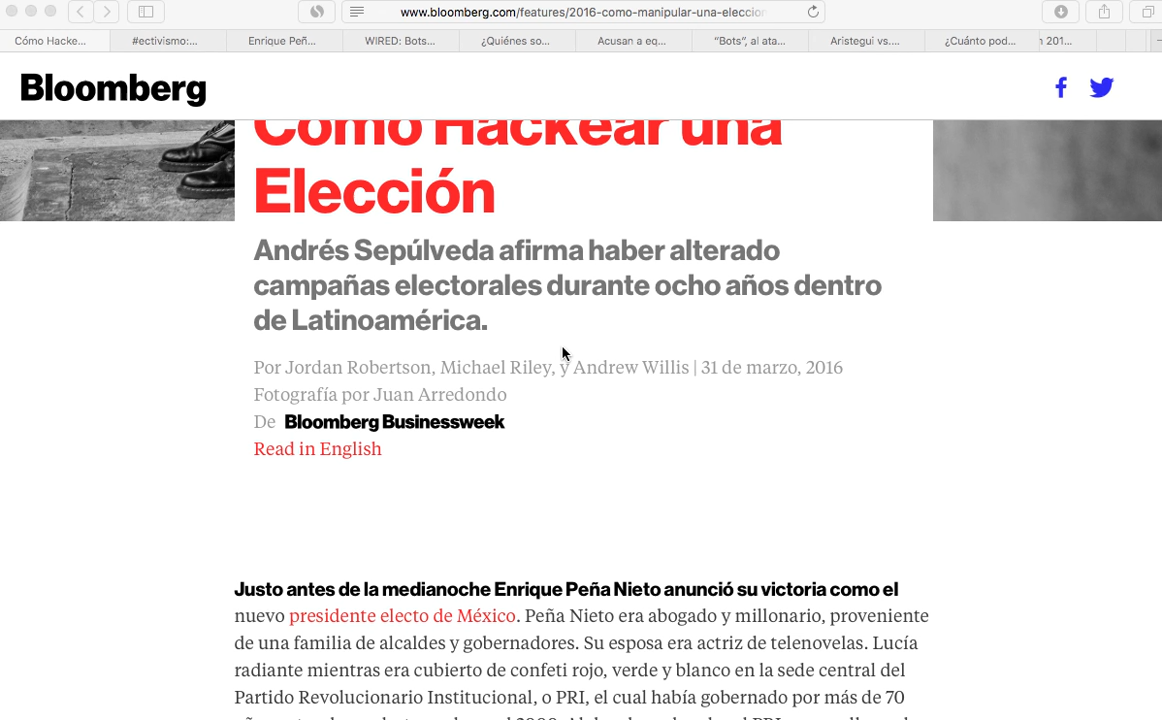 www.bloomberg.com/features/2016-como-manipular-una-eleccion
Cómo Hacke... #ectivismo:... Enrique Peñ... WIRED: Bots... ¿Quiénes so... Acusan a eq... "Bots", al ata... Aristegui vs.... ¿Cuánto pod... 201...
Bloomberg
Cómo Hackear una
Elección
Andrés Sepúlveda afirma haber alterado
campañas electorales durante ocho años dentro
de Latinoamérica.
Por Jordan Robertson, Michael Riley, y Andrew Willis | 31 de marzo, 2016
Fotografía por Juan Arredondo
De Bloomberg Businessweek
Read in English
Justo antes de la medianoche Enrique Peña Nieto anunció su victoria como el
nuevo presidente electo de México. Peña Nieto era abogado y millonario, proveniente
de una familia de alcaldes y gobernadores. Su esposa era actriz de telenovelas. Lucía
radiante mientras era cubierto de confeti rojo, verde y blanco en la sede central del
Partido Revolucionario Institucional, o PRI, el cual había gobernado por más de 70